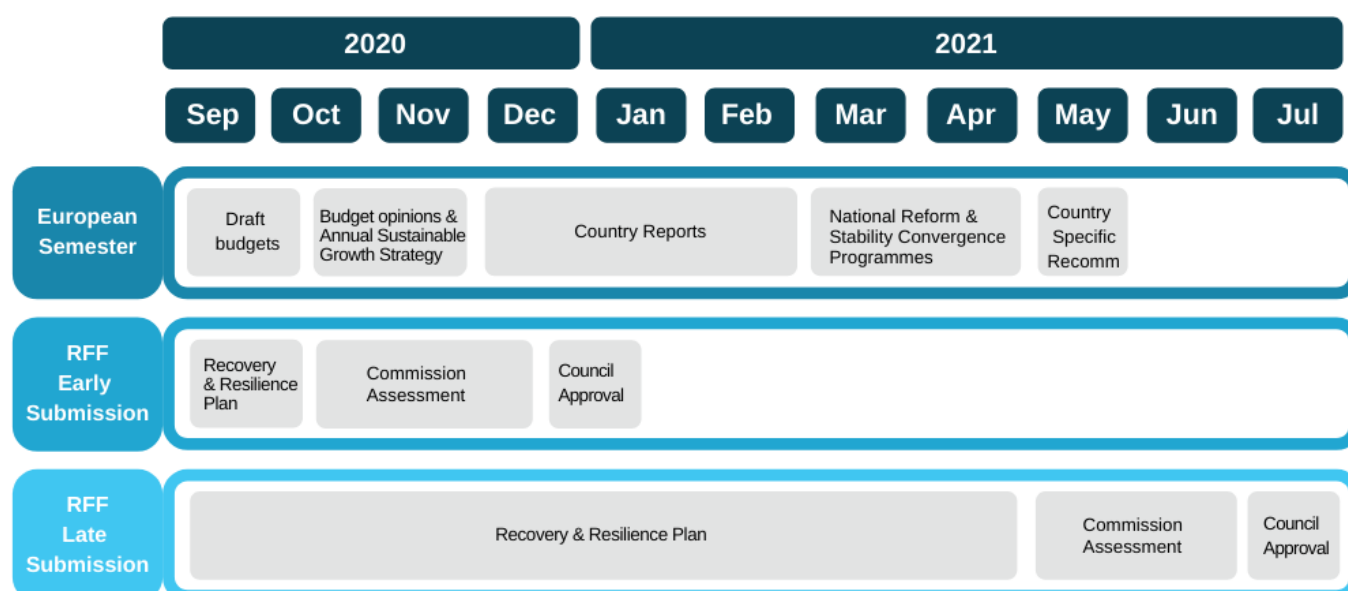 2020
2021
Sep
Oct
Nov
Dec
Jan
Feb
Mar
Apr
May
Jun
Jul
European
Semester
Draft
budgets
Budget opinions &
Annual Sustainable
Growth Strategy
Country Reports
National Reform &
Stability Convergence
Programmes
Country
Specific
Recomm
RFF
Early
Submission
Recovery
& Resilience
Plan
Commission
Assessment
Council
Approval
RFF
Late
Submission
Recovery & Resilience Plan
Commission
Assessment
Council
Approval